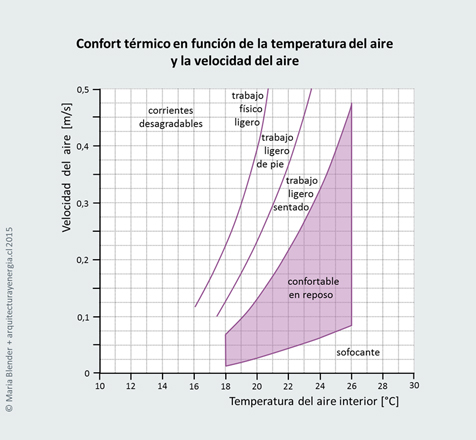 Confort térmico en función de la temperatura del aire
y la velocidad del aire
Velocidad del aire [m/s]
0,5
0,4
0,3
0,2
0,1
0
corrientes
desagradables
trabajo
físico
ligero
trabajo
ligero
de pie
trabajo
ligero
sentado
confortable
en reposo
sofocante
10 12 14 16 18 20 22 24 26 28 30
Temperatura del aire interior [°C]
© María Blender + arquitecturayenergia.cl 2015